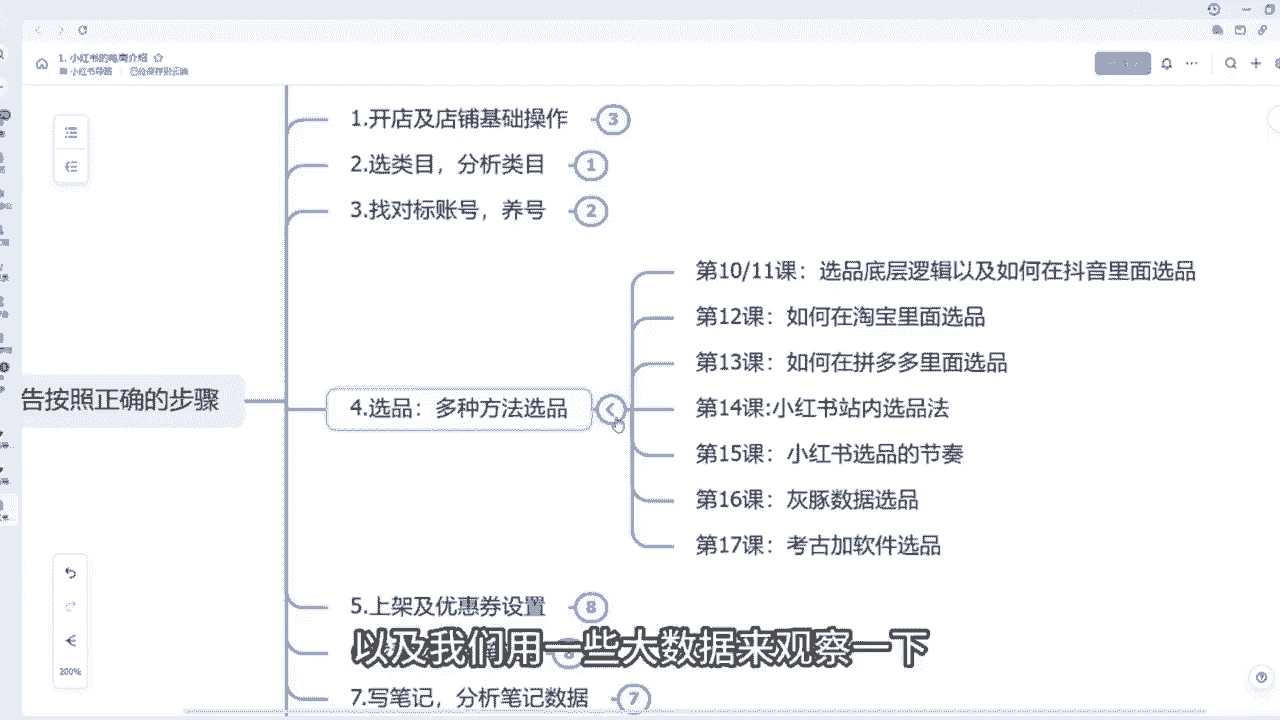 1. 小红书的电商介绍
小红书导图
1.开店及店铺基础操作 3
2.选类目，分析类目 1
3.找对标账号，养号 2
第10/11课：选品底层逻辑以及如何在抖音里面选品
第12课：如何在淘宝里面选品
第13课：如何在拼多多里面选品
告按照正确的步骤
4.选品：多种方法选品
第14课:小红书站内选品法
第15课：小红书选品的节奏
第16课：灰豚数据选品
第17课：考古加软件选品
5.上架及优惠券设置 8
以及我们用一些大数据来观察一下
200%
7.写笔记，分析笔记数据 7